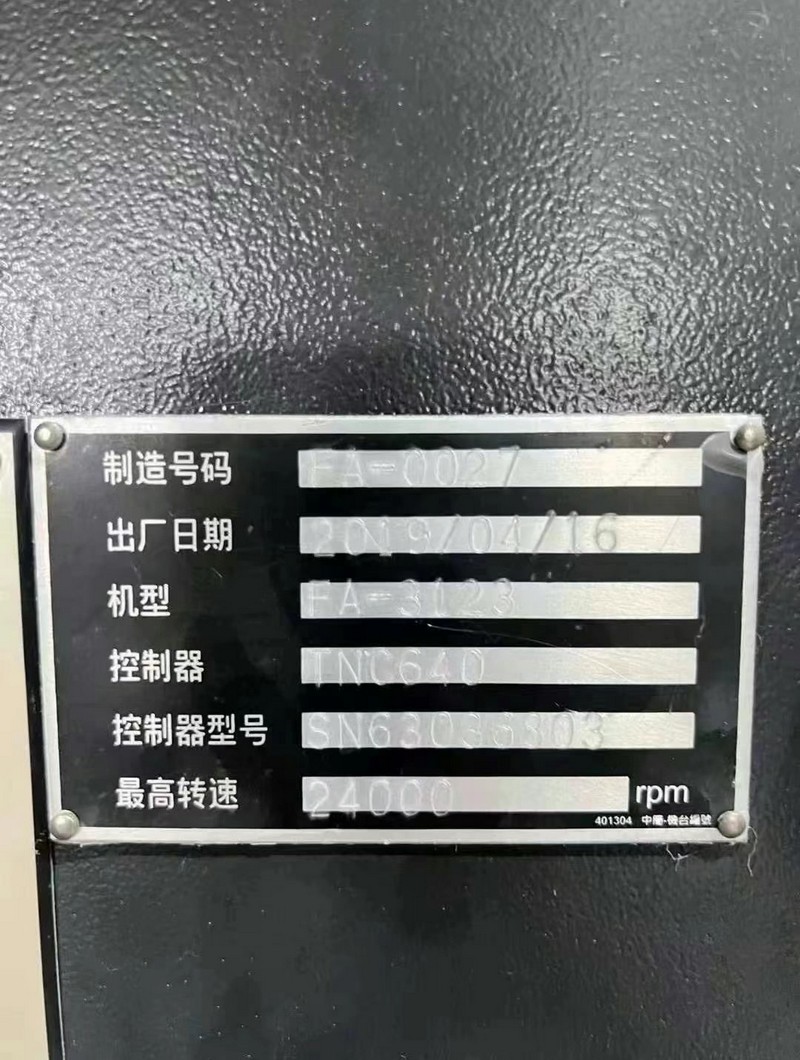 制造号码 FA-0027
出厂日期 2019/04/16
机型 FA-3123
控制器 TNC640
控制器型号
最高转速 24000 rpm
401304